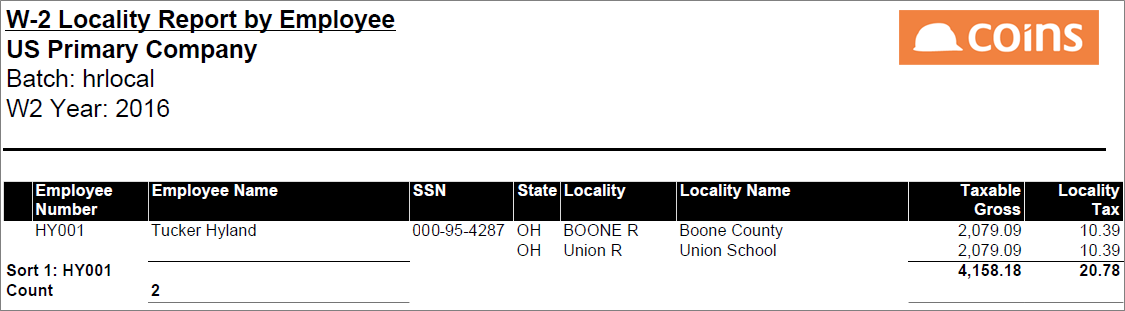 W-2 Locality Report by Employee
coins
US Primary Company
Batch: hrlocal
W2 Year: 2016
Employee Number Employee Name SSN State Locality Locality Name Taxable Gross Locality Tax
HY001 Tucker Hyland 000-95-4287 OH BOONE R Boone County 2,079.09 10.39
OH Union R Union School 2,079.09 10.39
Sort 1: HY001 4,158.18 20.78
Count 2